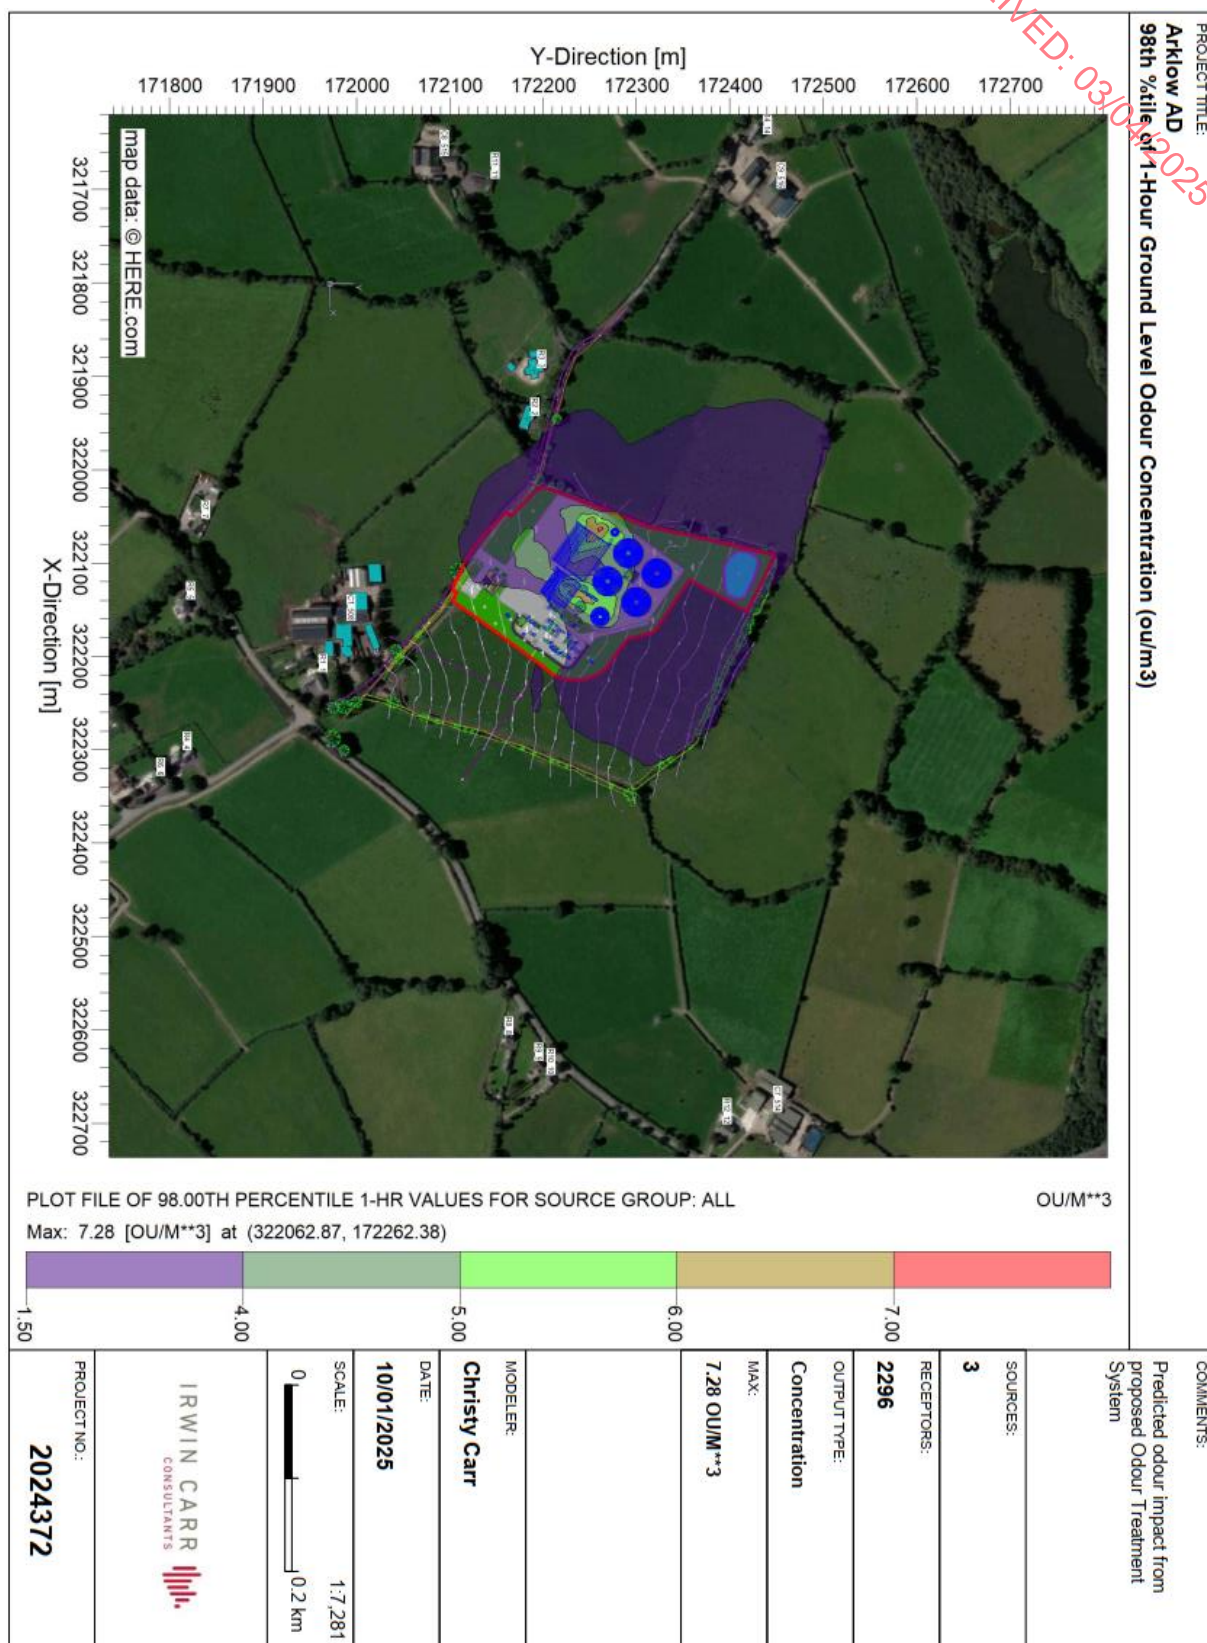 PROJECT TITLE:
Arklow AD
98th %tile of 1-Hour Ground Level Odour Concentration (ou/m3)
03/04/2025
Y-Direction [m]
171800 171900 172000 172100 172200 172300 172400 172500 172600 172700
321700 321800 321900 322000 322100 322200 322300 322400 322500 322600 322700
X-Direction [m]
map data: © HERE.com
PLOT FILE OF 98.00TH PERCENTILE 1-HR VALUES FOR SOURCE GROUP: ALL
OU/M**3
Max: 7.28 [OU/M**3] at (322062.87, 172262.38)
1.50 4.00 5.00 6.00 7.00
COMMENTS:
Predicted odour impact from
proposed Odour Treatment
System
SOURCES:
3
RECEPTORS:
2296
OUTPUT TYPE:
Concentration
MAX:
7.28 OU/M**3
MODELER:
Christy Carr
DATE:
10/01/2025
SCALE:
1:7,281
0 0.2 km
IRWIN CARR
CONSULTANTS
PROJECT NO.:
2024372